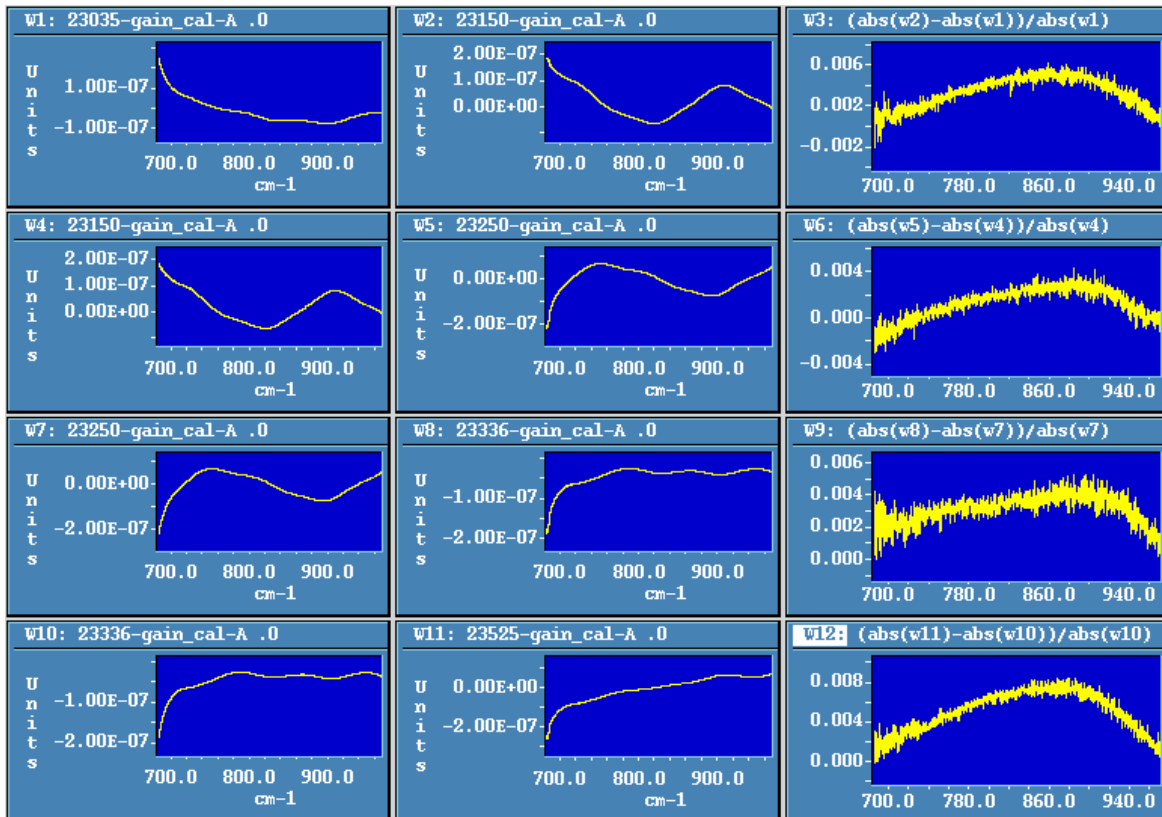 W1: 23035-gain_cal-A .0
Units
1.00E-07
-1.00E-07
700.0 800.0 900.0
cm-1
W2: 23150-gain_cal-A .0
Units
2.00E-07
1.00E-07
0.00E+00
700.0 800.0 900.0
cm-1
W3: (abs(w2)-abs(w1))/abs(w1)
0.006
0.002
-0.002
700.0 780.0 860.0 940.0
W4: 23150-gain_cal-A .0
Units
2.00E-07
1.00E-07
0.00E+00
700.0 800.0 900.0
cm-1
W5: 23250-gain_cal-A .0
Units
0.00E+00
-2.00E-07
700.0 800.0 900.0
cm-1
W6: (abs(w5)-abs(w4))/abs(w4)
0.004
0.000
-0.004
700.0 780.0 860.0 940.0
W7: 23250-gain_cal-A .0
Units
0.00E+00
-2.00E-07
700.0 800.0 900.0
cm-1
W8: 23336-gain_cal-A .0
Units
-1.00E-07
-2.00E-07
700.0 800.0 900.0
cm-1
W9: (abs(w8)-abs(w7))/abs(w7)
0.006
0.004
0.002
0.000
700.0 780.0 860.0 940.0
W10: 23336-gain_cal-A .0
Units
-1.00E-07
-2.00E-07
700.0 800.0 900.0
cm-1
W11: 23525-gain_cal-A .0
Units
0.00E+00
-2.00E-07
700.0 800.0 900.0
cm-1
W12: (abs(w11)-abs(w10))/abs(w10)
0.008
0.004
0.000
700.0 780.0 860.0 940.0